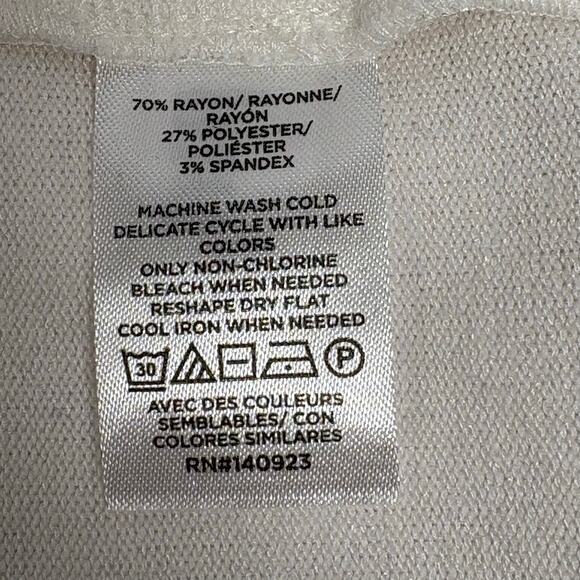 70% RAYON/ RAYONNE/
RAYÓN
27% POLYESTER/
POLIÉSTER
3% SPANDEX
MACHINE WASH COLD
DELICATE CYCLE WITH LIKE
COLORS
ONLY NON-CHLORINE
BLEACH WHEN NEEDED
RESHAPE DRY FLAT
COOL IRON WHEN NEEDED
30 P
AVEC DES COULEURS
SEMBLABLES/ CON
COLORES SIMILARES
RN#140923